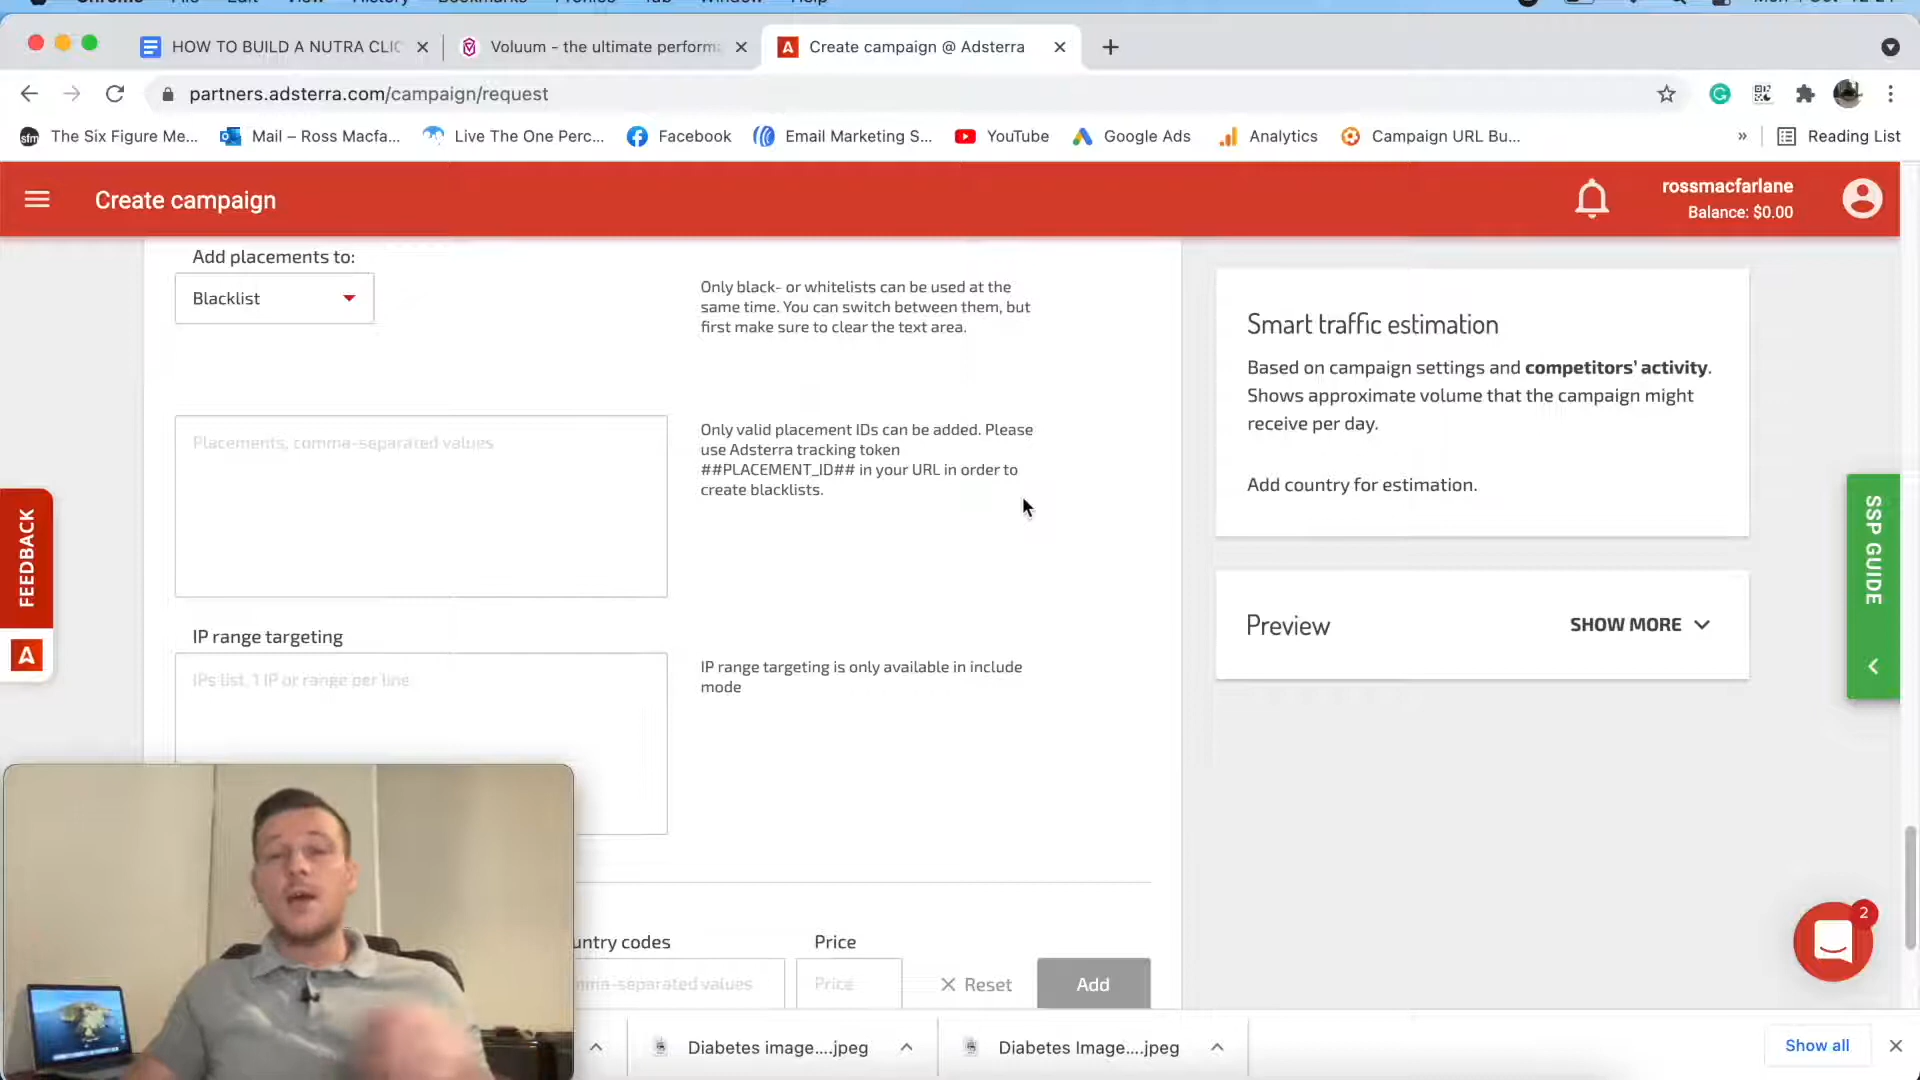 HOW TO BUILD A NUTRA CLIC
Voluum - the ultimate performa
Create campaign @ Adsterra
partners.adsterra.com/campaign/request
The Six Figure Me...
Mail – Ross Macfa...
Live The One Perc...
Facebook
Email Marketing S...
YouTube
Google Ads
Analytics
Campaign URL Bu...
»
Reading List
Create campaign
rossmacfarlane
Balance: $0.00
Add placements to:
Blacklist
Only black- or whitelists can be used at the
same time. You can switch between them, but
first make sure to clear the text area.
Placements, comma-separated values
Only valid placement IDs can be added. Please
use Adsterra tracking token
##PLACEMENT_ID## in your URL in order to
create blacklists.
IP range targeting
IPs list, 1 IP or range per line
IP range targeting is only available in include
mode
untry codes
Price
mma-separated values
Price
Reset
Add
Smart traffic estimation
Based on campaign settings and competitors' activity.
Shows approximate volume that the campaign might
receive per day.
Add country for estimation.
Preview
SHOW MORE
FEEDBACK
A
SSP GUIDE
2
Diabetes image....jpeg
Diabetes Image....jpeg
Show all